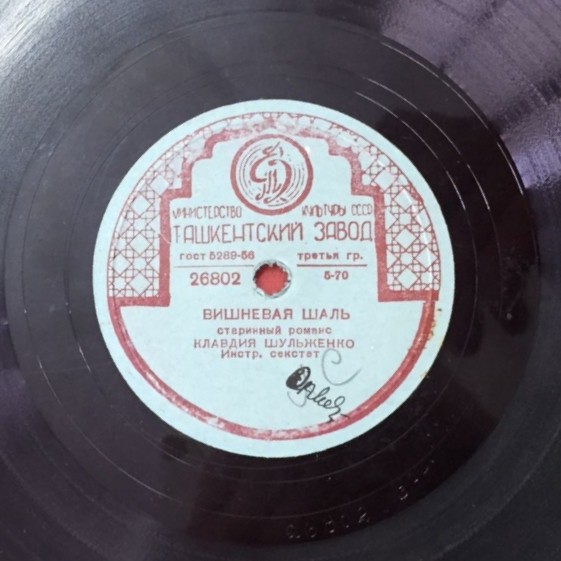 МИНИСТЕРСТВО КУЛЬТУРЫ СССР
ТАШКЕНТСКИЙ ЗАВОД
ГОСТ 5289-56 третья гр.
26802 5-70
ВИШНЕВАЯ ШАЛЬ
старинный романс
КЛАВДИЯ ШУЛЬЖЕНКО
Инстр. секстет